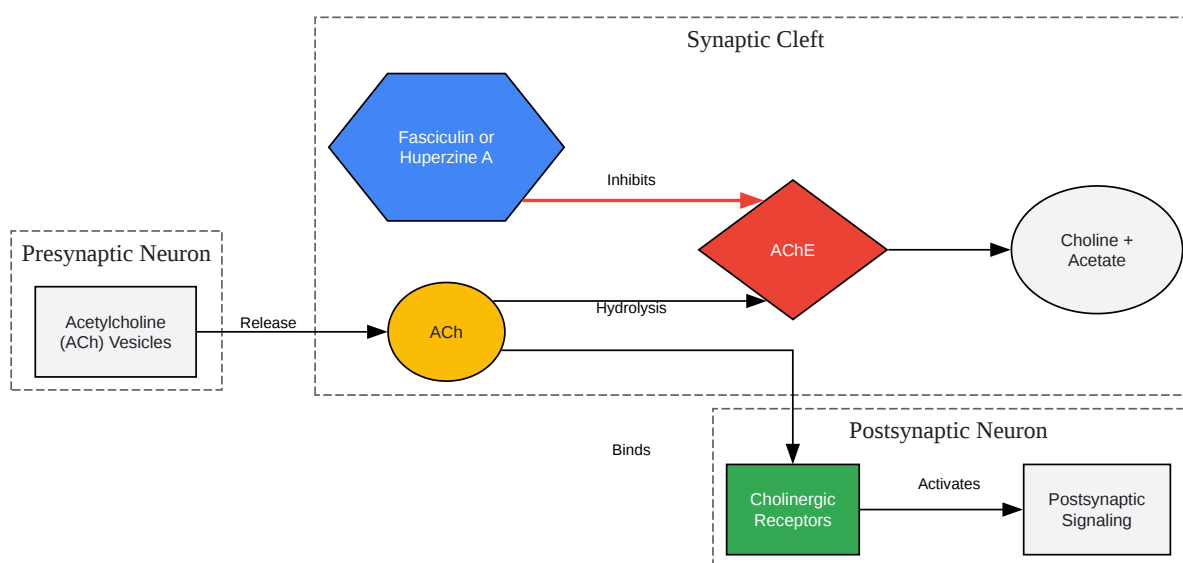 Synaptic Cleft
Fasciculin or
Huperzine A
Inhibits
AChE
Choline +
Acetate
Presynaptic Neuron
Acetylcholine
(ACh) Vesicles
Release
ACh
Hydrolysis
Binds
Postsynaptic Neuron
Cholinergic
Receptors
Activates
Postsynaptic
Signaling